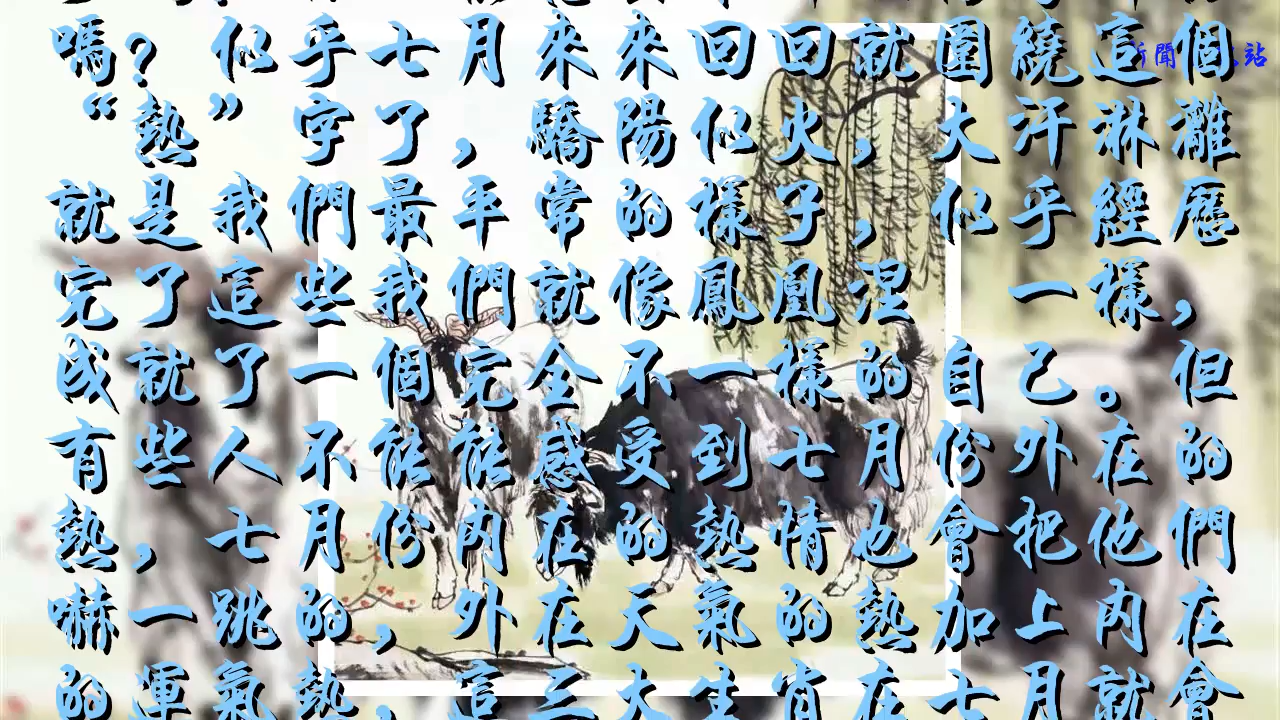 嗎？似乎七月來來回回就圍繞這個
“熱”字了，驕陽似火，大汗淋灕
就是我們最平常的樣子，似乎經歷
完了這些我們就像鳳凰涅 一樣，
成就了一個完全不一樣的自己。但
有些人不能能感受到七月份外在的
熱，七月份內在的熱情也會把他們
嚇一跳的，外在天氣的熱加上內在
的運氣熱，這三大生肖在七月就會